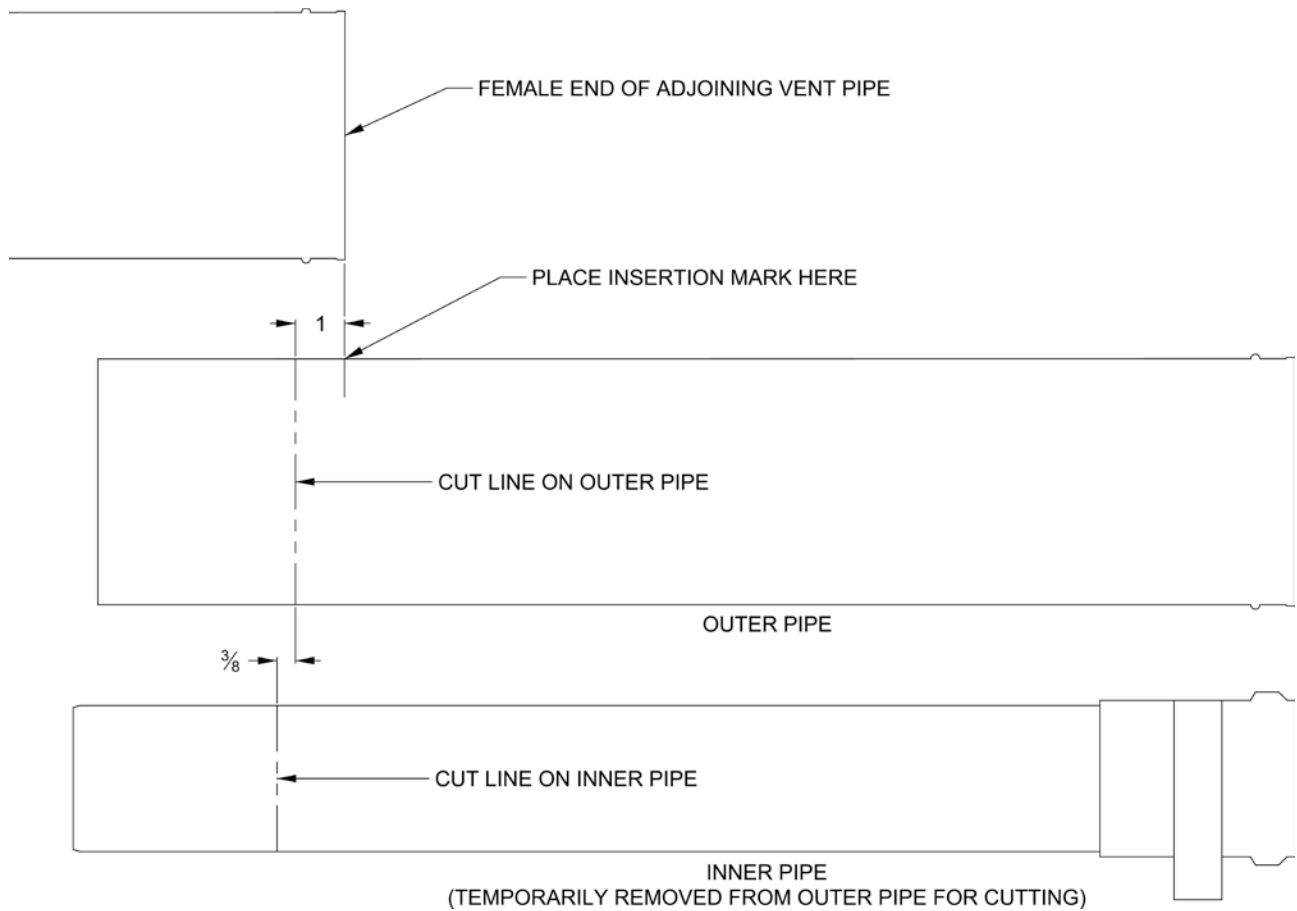 FEMALE END OF ADJOINING VENT PIPE
PLACE INSERTION MARK HERE
1
CUT LINE ON OUTER PIPE
OUTER PIPE
⅜
CUT LINE ON INNER PIPE
INNER PIPE
(TEMPORARILY REMOVED FROM OUTER PIPE FOR CUTTING)